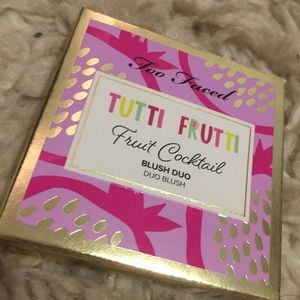 Too Faced
TUTTI FRUTTI
Fruit Cocktail
BLUSH DUO
DUO BLUSH